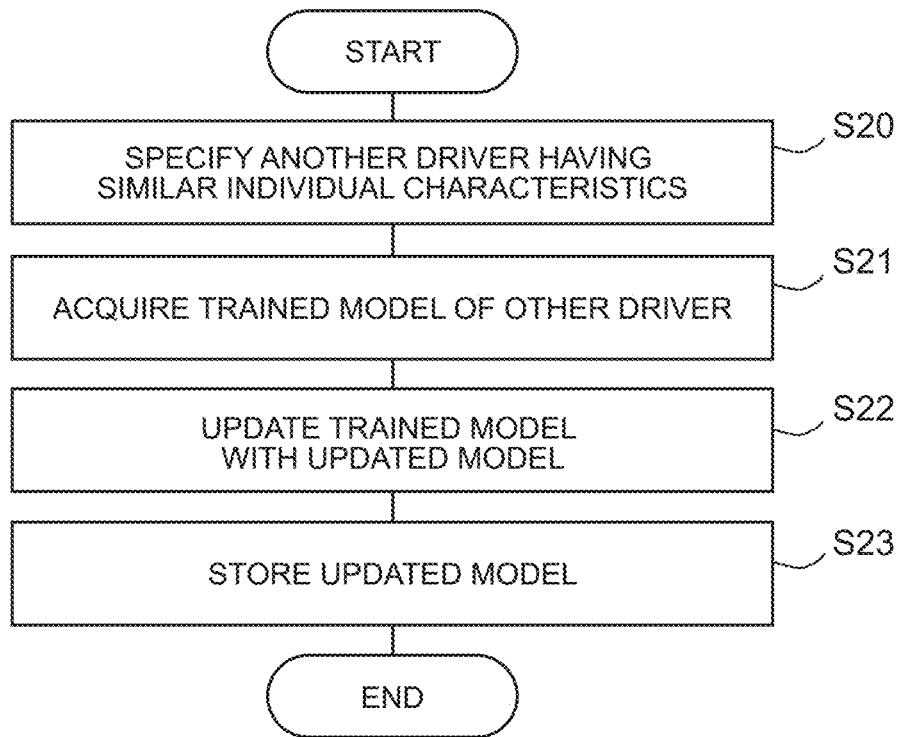 START
S20
SPECIFY ANOTHER DRIVER HAVING
SIMILAR INDIVIDUAL CHARACTERISTICS
S21
ACQUIRE TRAINED MODEL OF OTHER DRIVER
S22
UPDATE TRAINED MODEL
WITH UPDATED MODEL
S23
STORE UPDATED MODEL
END